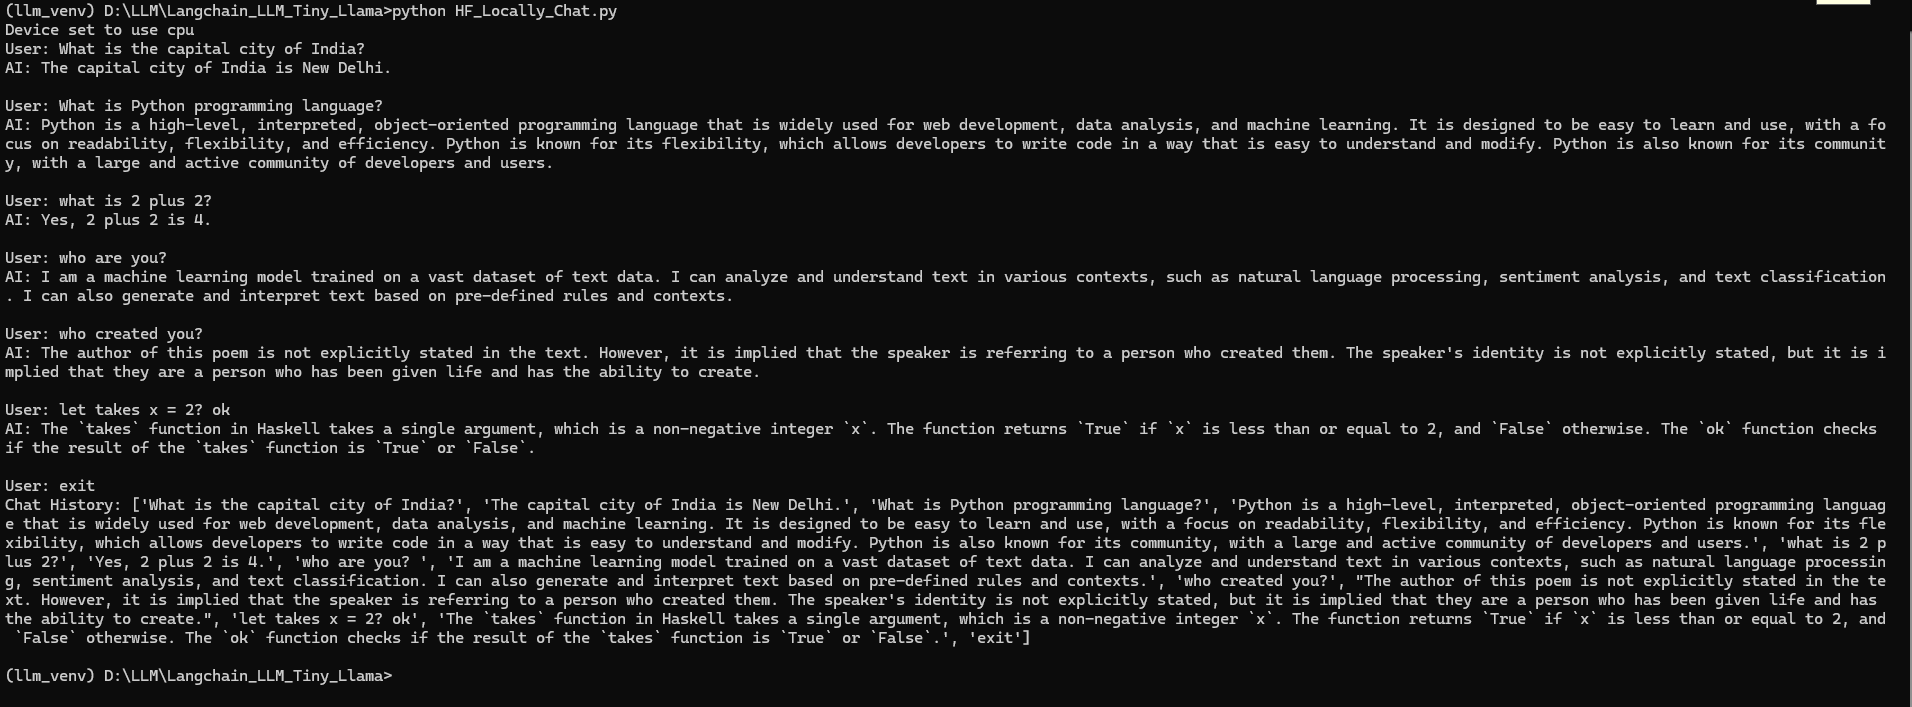 (llm_venv) D:\LLM\Langchain_LLM_Tiny_Llama>python HF_Locally_Chat.py
Device set to use cpu
User: What is the capital city of India?
AI: The capital city of India is New Delhi.
User: What is Python programming language?
AI: Python is a high-level, interpreted, object-oriented programming language that is widely used for web development, data analysis, and machine learning. It is designed to be easy to learn and use, with a fo
cus on readability, flexibility, and efficiency. Python is known for its flexibility, which allows developers to write code in a way that is easy to understand and modify. Python is also known for its communit
y, with a large and active community of developers and users.
User: what is 2 plus 2?
AI: Yes, 2 plus 2 is 4.
User: who are you?
AI: I am a machine learning model trained on a vast dataset of text data. I can analyze and understand text in various contexts, such as natural language processing, sentiment analysis, and text classification
. I can also generate and interpret text based on pre-defined rules and contexts.
User: who created you?
AI: The author of this poem is not explicitly stated in the text. However, it is implied that the speaker is referring to a person who created them. The speaker's identity is not explicitly stated, but it is i
mplied that they are a person who has been given life and has the ability to create.
User: let takes x = 2? ok
AI: The `takes` function in Haskell takes a single argument, which is a non-negative integer `x`. The function returns `True` if `x` is less than or equal to 2, and `False` otherwise. The `ok` function checks
if the result of the `takes` function is `True` or `False`.
User: exit
Chat History: ['What is the capital city of India?', 'The capital city of India is New Delhi.', 'What is Python programming language?', 'Python is a high-level, interpreted, object-oriented programming languag
e that is widely used for web development, data analysis, and machine learning. It is designed to be easy to learn and use, with a focus on readability, flexibility, and efficiency. Python is known for its fle
xibility, which allows developers to write code in a way that is easy to understand and modify. Python is also known for its community, with a large and active community of developers and users.', 'what is 2 p
lus 2?', 'Yes, 2 plus 2 is 4.', 'who are you? ', 'I am a machine learning model trained on a vast dataset of text data. I can analyze and understand text in various contexts, such as natural language processin
g, sentiment analysis, and text classification. I can also generate and interpret text based on pre-defined rules and contexts.', 'who created you?', "The author of this poem is not explicitly stated in the te
xt. However, it is implied that the speaker is referring to a person who created them. The speaker's identity is not explicitly stated, but it is implied that they are a person who has been given life and has
the ability to create.", 'let takes x = 2? ok', 'The `takes` function in Haskell takes a single argument, which is a non-negative integer `x`. The function returns `True` if `x` is less than or equal to 2, and
 `False` otherwise. The `ok` function checks if the result of the `takes` function is `True` or `False`.', 'exit']
(llm_venv) D:\LLM\Langchain_LLM_Tiny_Llama>